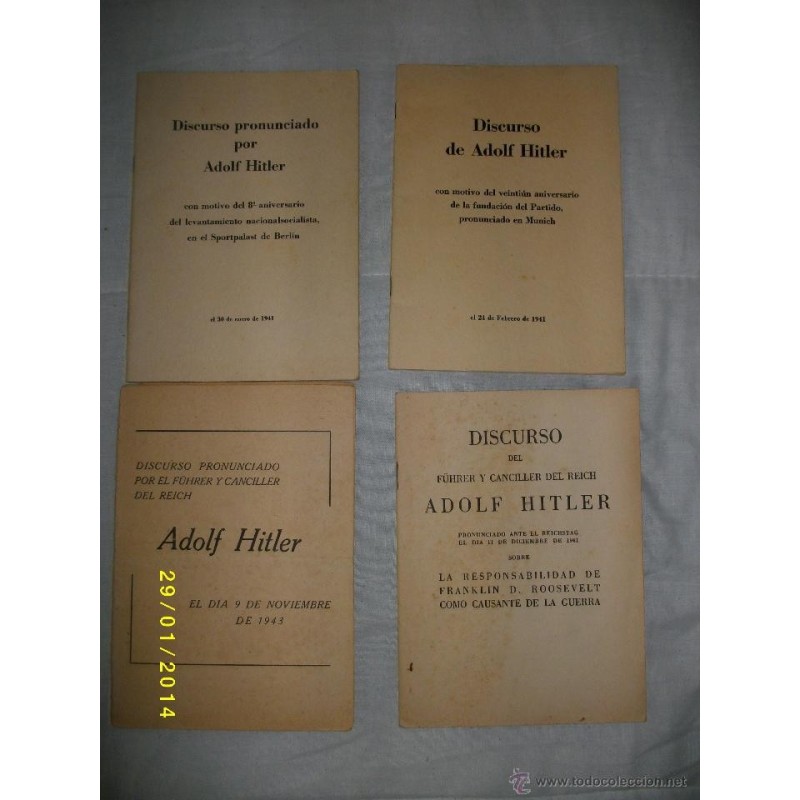 Discurso pronunciado
por
Adolf Hitler
con motivo del 8º aniversario
del levantamiento nacionalsocialista,
en el Sportpalast de Berlin
el 30 de enero de 1941
Discurso
de Adolf Hitler
con motivo del veintiún aniversario
de la fundación del Partido,
pronunciado en Munich
el 24 de Febrero de 1941
DISCURSO PRONUNCIADO
POR EL FÜHRER Y CANCILLER
DEL REICH
Adolf Hitler
EL DIA 9 DE NOVIEMBRE
DE 1943
DISCURSO
DEL
FÜHRER Y CANCILLER DEL REICH
ADOLF HITLER
PRONUNCIADO ANTE EL REICHSTAG
EL DIA 11 DE DICIEMBRE DE 1941
SOBRE
LA RESPONSABILIDAD DE
FRANKLIN D. ROOSEVELT
COMO CAUSANTE DE LA GUERRA
29/01/2014
www.todocoleccion.net